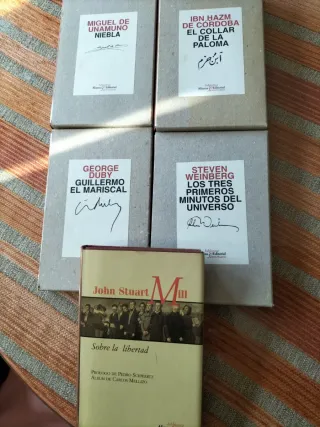 MIGUEL DE
UNAMUNO
NIEBLA
IBN HAZM
DE CÓRDOBA
EL COLLAR
DE LA
PALOMA
GEORGE
DUBY
GUILLERMO
EL MARISCAL
STEVEN
WEINBERG
LOS TRES
PRIMEROS
MINUTOS DEL
UNIVERSO
John Stuart Mill
Sobre la libertad